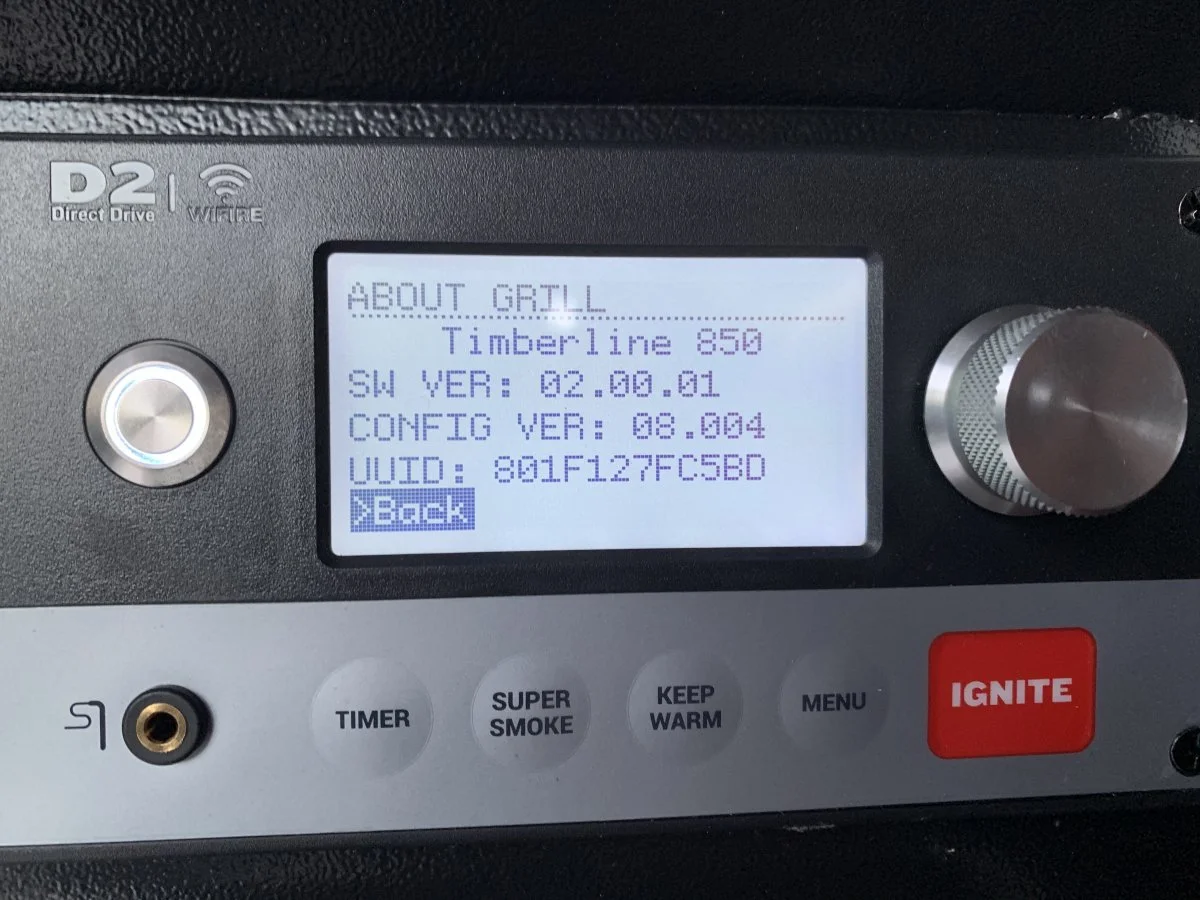 D2
Direct Drive
WiFIRE
ABOUT GRILL
Timberline 850
SW VER: 02.00.01
CONFIG VER: 08.004
UUID: 801F127FC5BD
>Back
TIMER
SUPER
SMOKE
KEEP
WARM
MENU
IGNITE